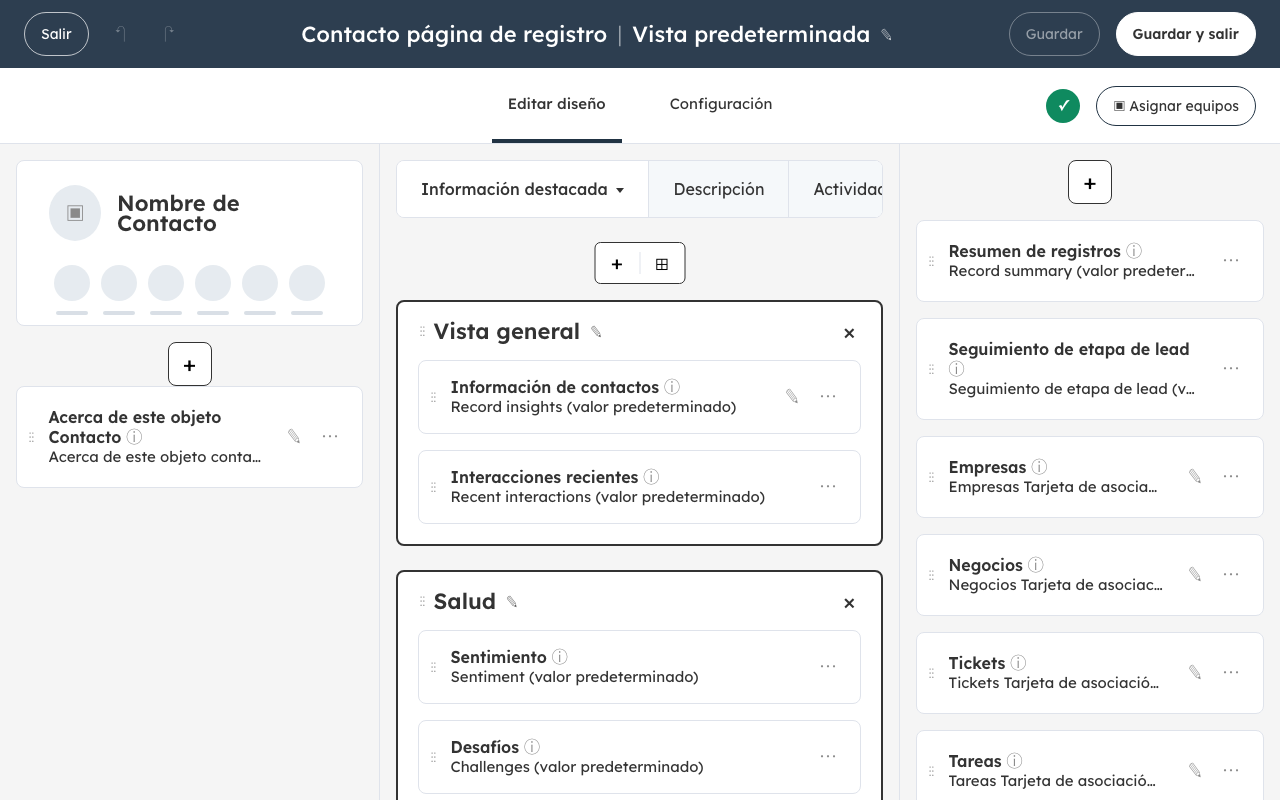 Salir
Contacto página de registro | Vista predeterminada
Guardar
Guardar y salir
Editar diseño
Configuración
Asignar equipos
Nombre de
Contacto
Acerca de este objeto
Contacto
Acerca de este objeto conta...
Información destacada
Descripción
Actividad
Vista general
Información de contactos
Record insights (valor predeterminado)
Interacciones recientes
Recent interactions (valor predeterminado)
Salud
Sentimiento
Sentiment (valor predeterminado)
Desafíos
Challenges (valor predeterminado)
Resumen de registros
Record summary (valor predeter...
Seguimiento de etapa de lead
Seguimiento de etapa de lead (v...
Empresas
Empresas Tarjeta de asocia...
Negocios
Negocios Tarjeta de asociac...
Tickets
Tickets Tarjeta de asociació...
Tareas
Tareas Tarjeta de asociació...